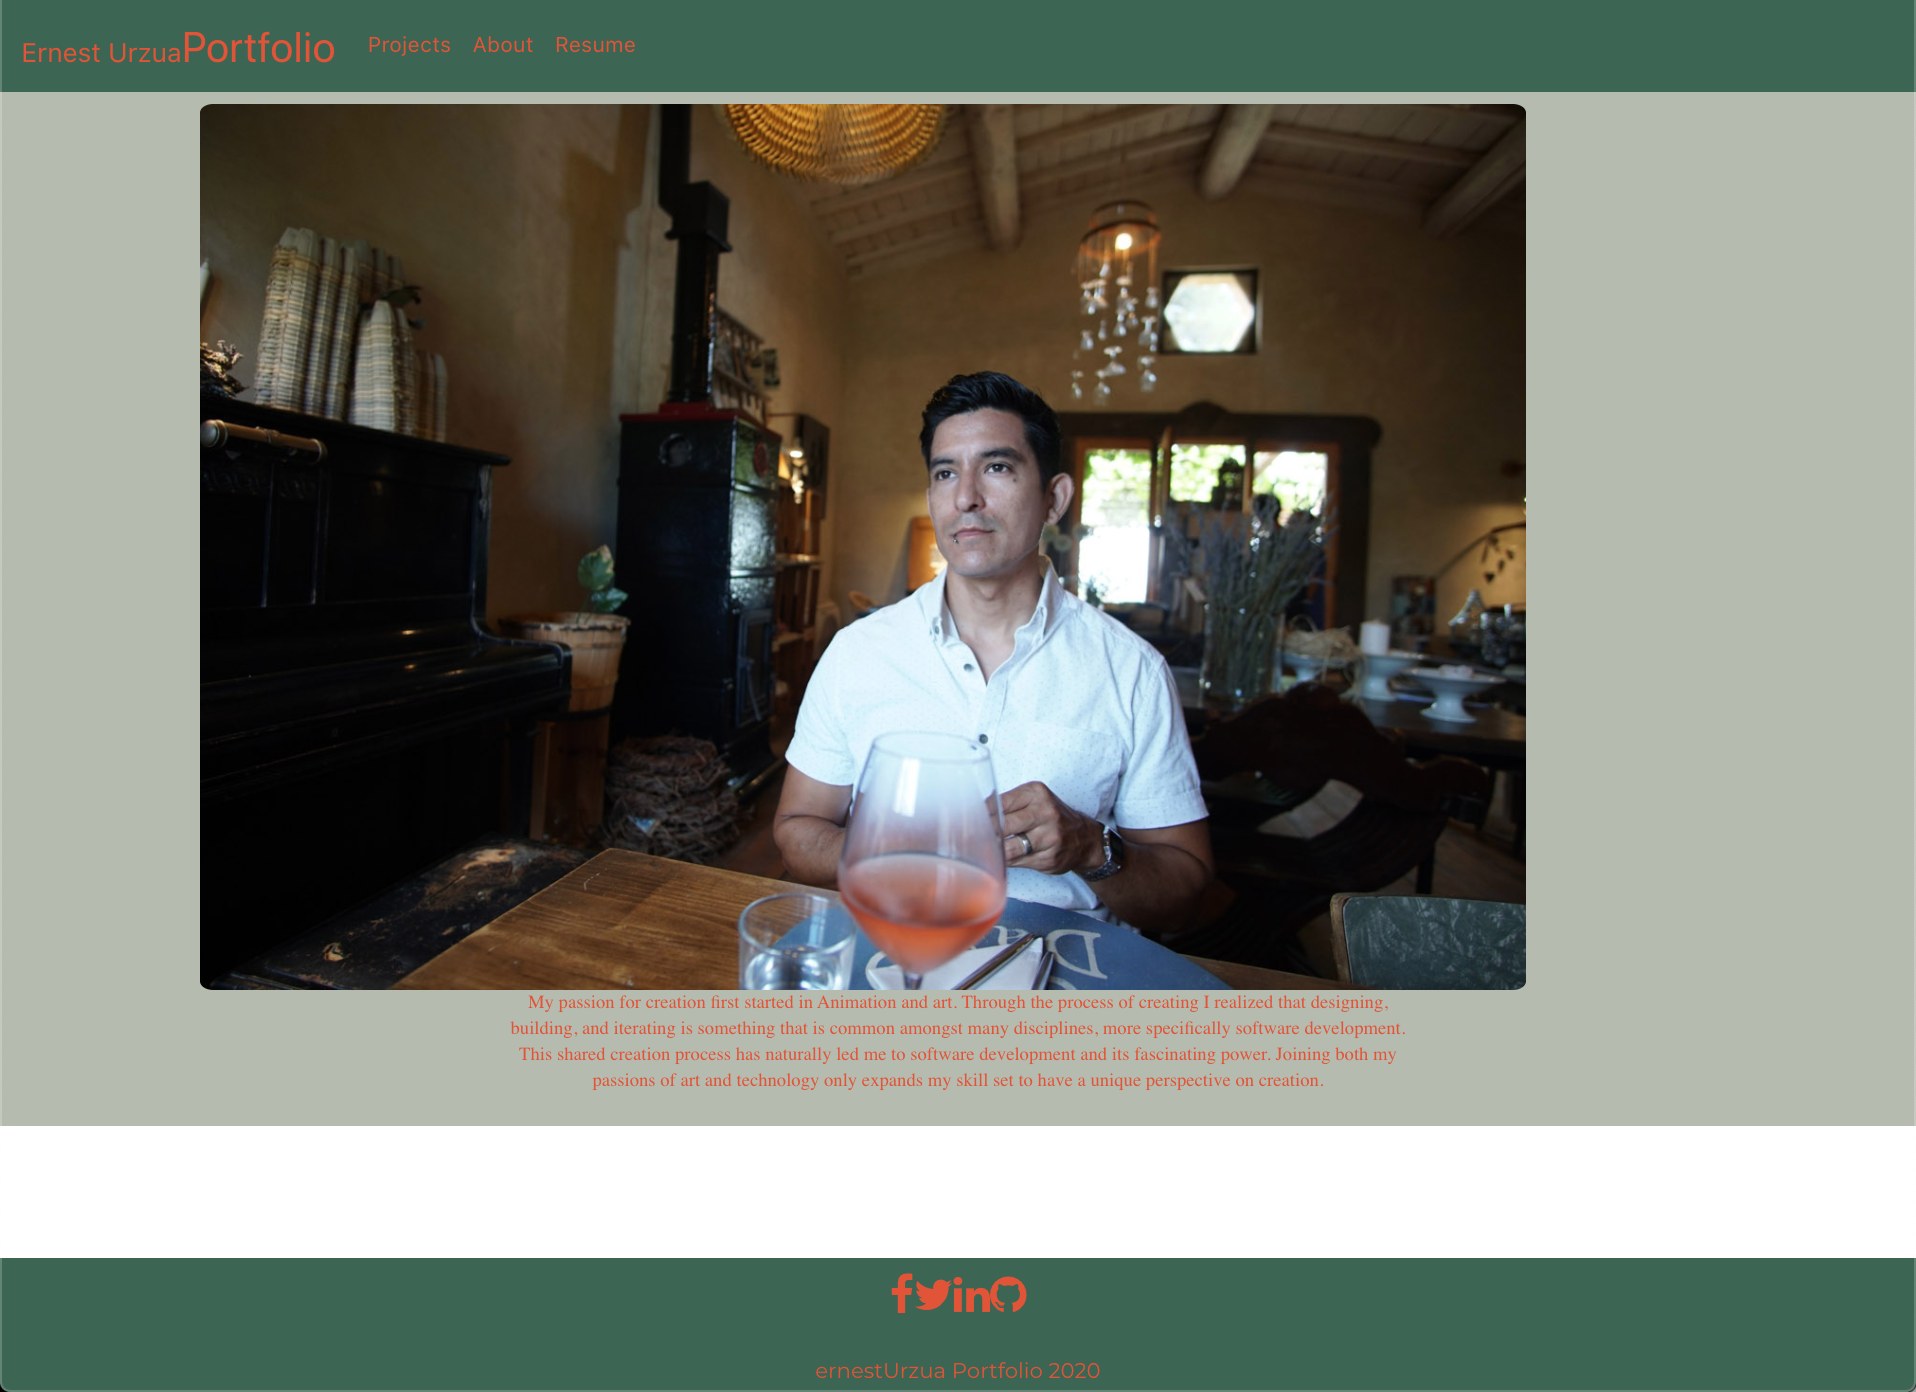 Ernest UrzuaPortfolio
Projects About Resume
Da
My passion for creation first started in Animation and art. Through the process of creating I realized that designing,
building, and iterating is something that is common amongst many disciplines, more specifically software development.
This shared creation process has naturally led me to software development and its fascinating power. Joining both my
passions of art and technology only expands my skill set to have a unique perspective on creation.
ernestUrzua Portfolio 2020